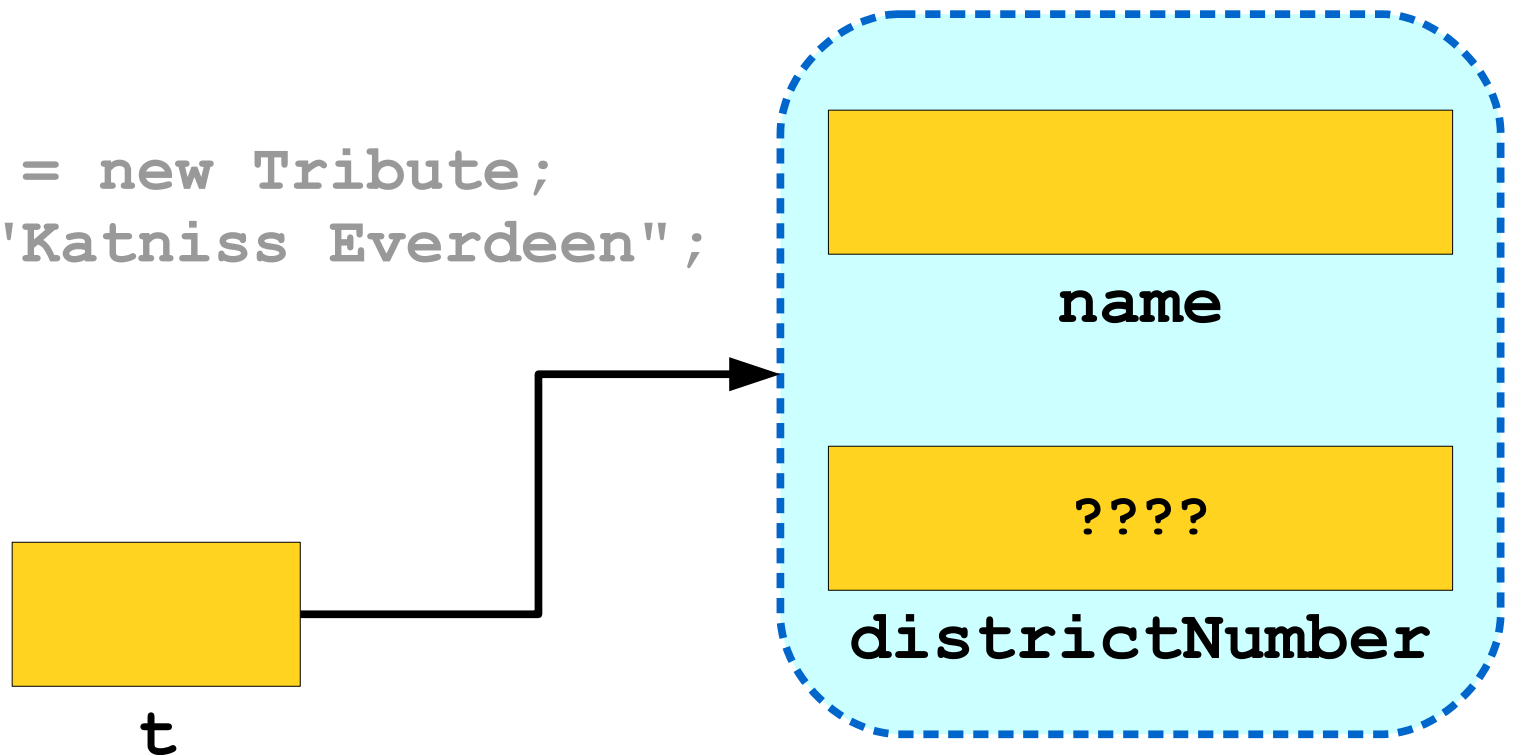 = new Tribute;
"Katniss Everdeen";
name
????
districtNumber
t